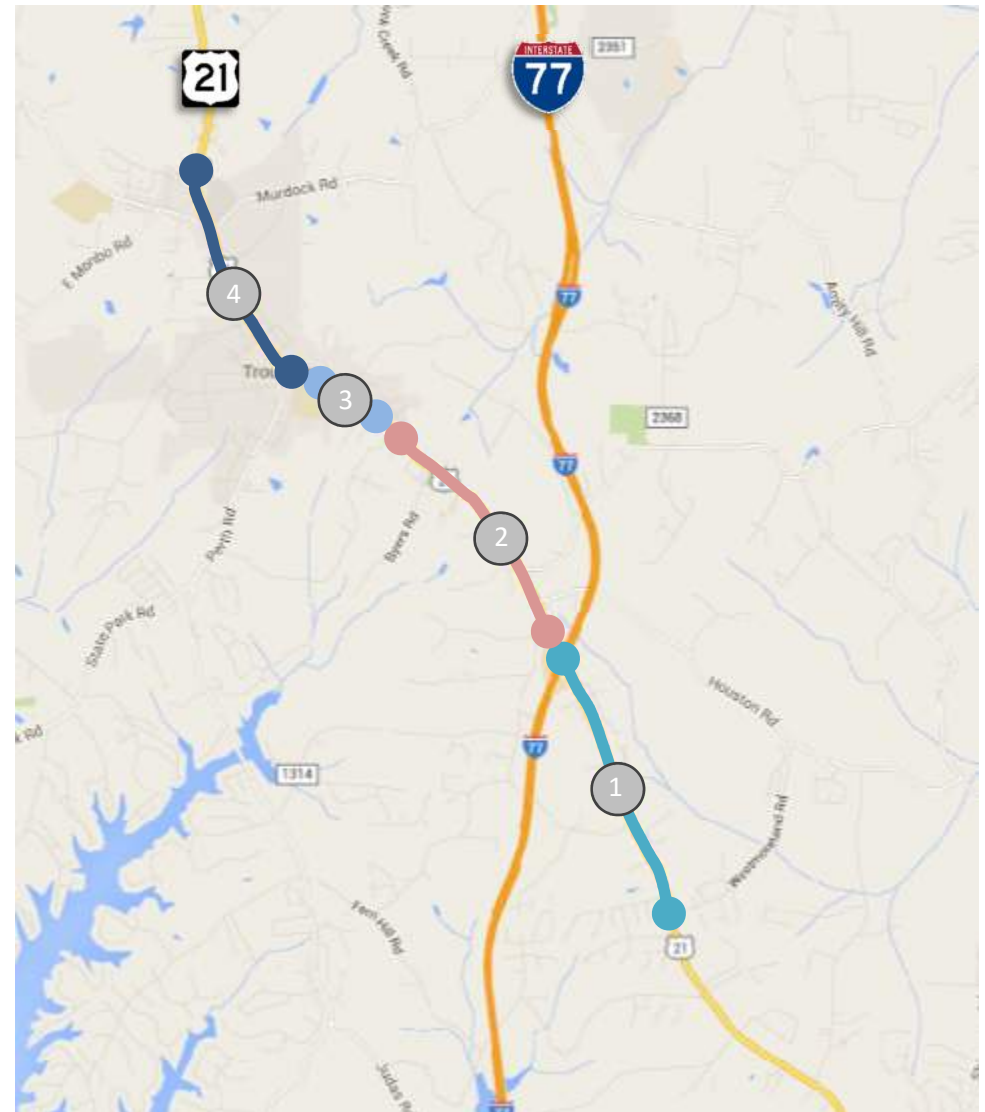 INTERSTATE
21
77
2351
Murdock Rd
E Monbo Rd
4
77
Amity Hill Rd
Trou
3
2368
77
Perth Rd
Byers Rd
2
State Park Rd
Houston Rd
k Rd
77
1314
1
Westmoreland Rd
Fern Hill Rd
21
Judas R